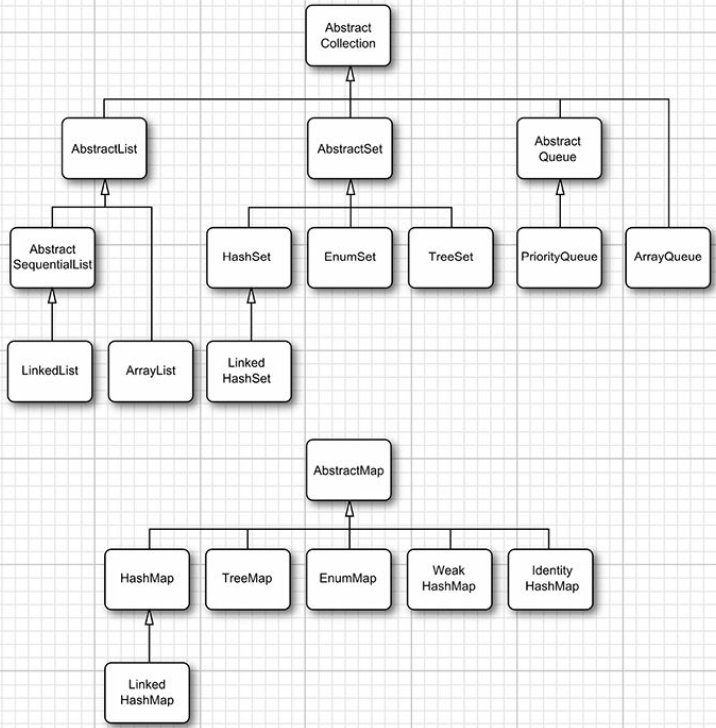 Abstract
Collection
AbstractList
AbstractSet
Abstract
Queue
Abstract
SequentialList
HashSet
EnumSet
TreeSet
PriorityQueue
ArrayQueue
LinkedList
ArrayList
Linked
HashSet
AbstractMap
HashMap
TreeMap
EnumMap
Weak
HashMap
Identity
HashMap
Linked
HashMap